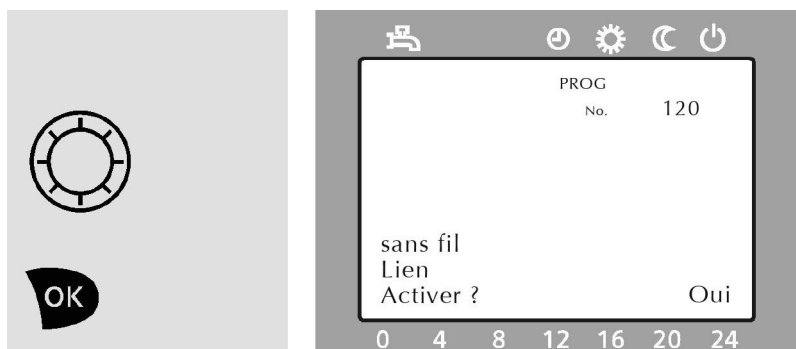 PROG
No. 120
sans fil
Lien
Activer ? Oui
0 4 8 12 16 20 24
OK